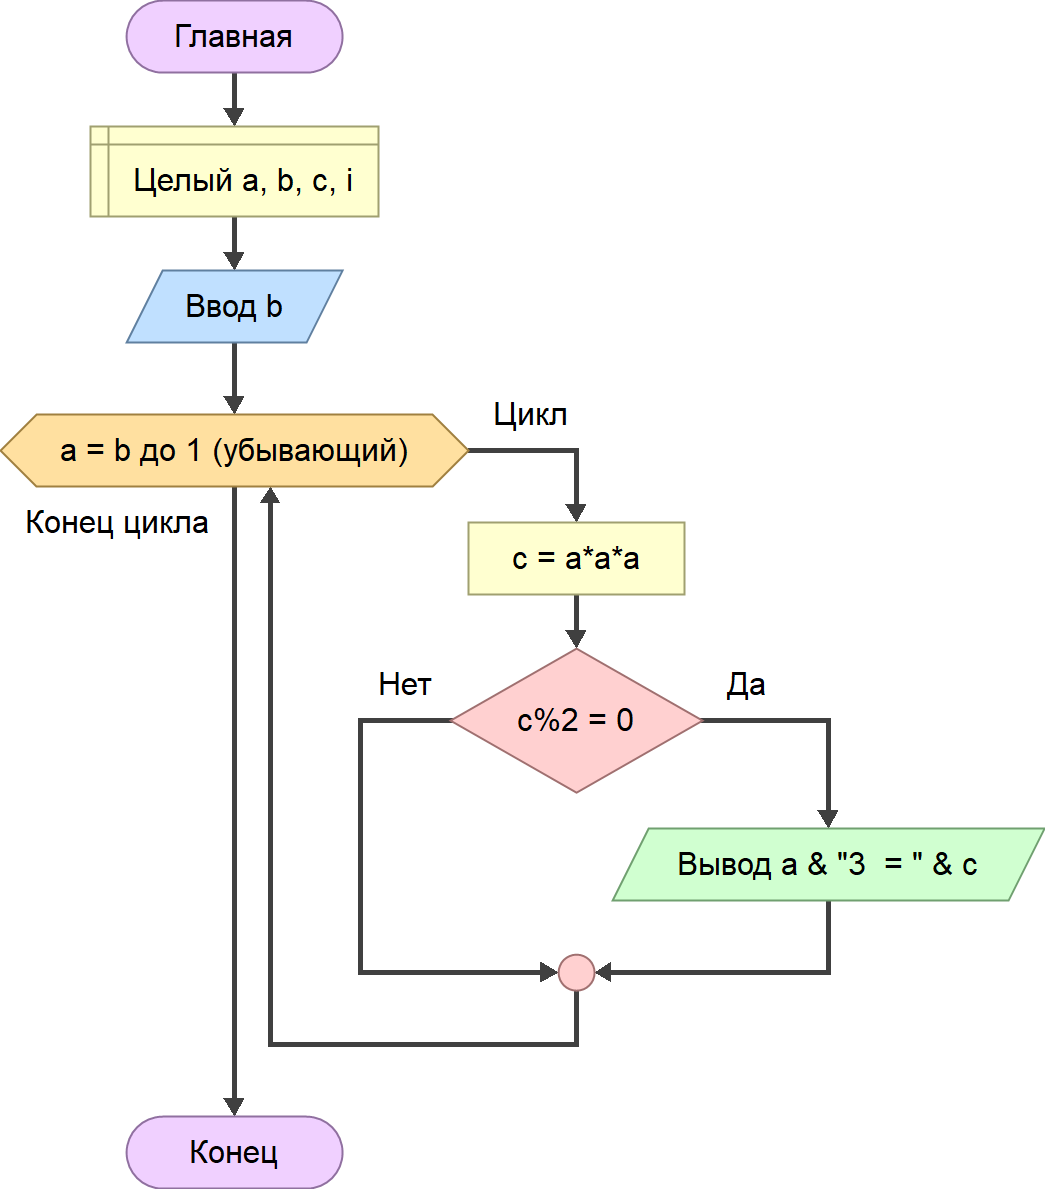 Главная
Целый a, b, c, i
Ввод b
a = b до 1 (убывающий)
Цикл
Конец цикла
c = a*a*a
Нет
Да
c%2 = 0
Вывод a & "3  = " & c
Конец